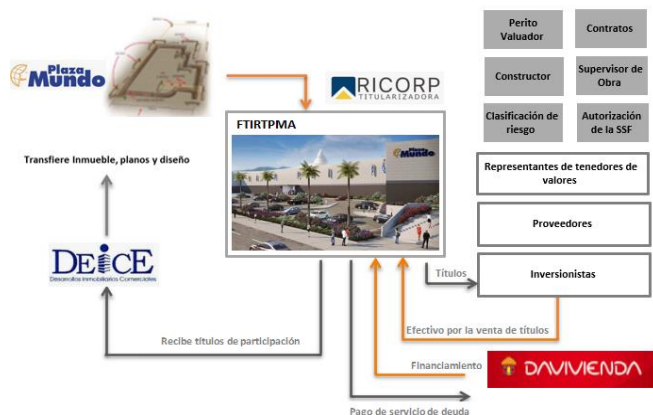 Plaza
Mundo
RICORP
TITULARIZADORA
Perito
Valuador
Contratos
Constructor
Supervisor de
Obra
Clasificación de
riesgo
Autorización
de la SSF
FTIRTPMA
Plaza
Mundo
Transfiere Inmueble, planos y diseño
Representantes de tenedores de
valores
Proveedores
Inversionistas
DEICE
Desarrollos Inmobiliarios Comerciales
Títulos
Recibe títulos de participación
Efectivo por la venta de títulos
Financiamiento
DAVIVIENDA
Pago de servicio de deuda